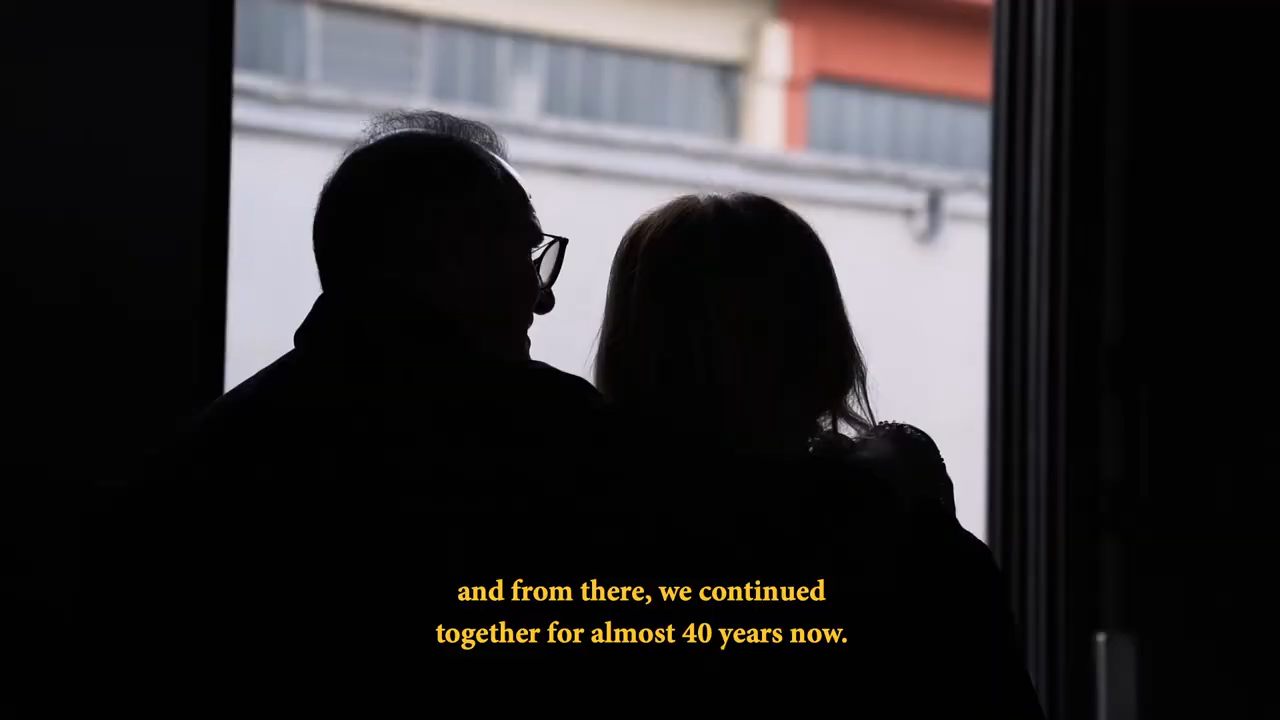 and from there, we continued
together for almost 40 years now.